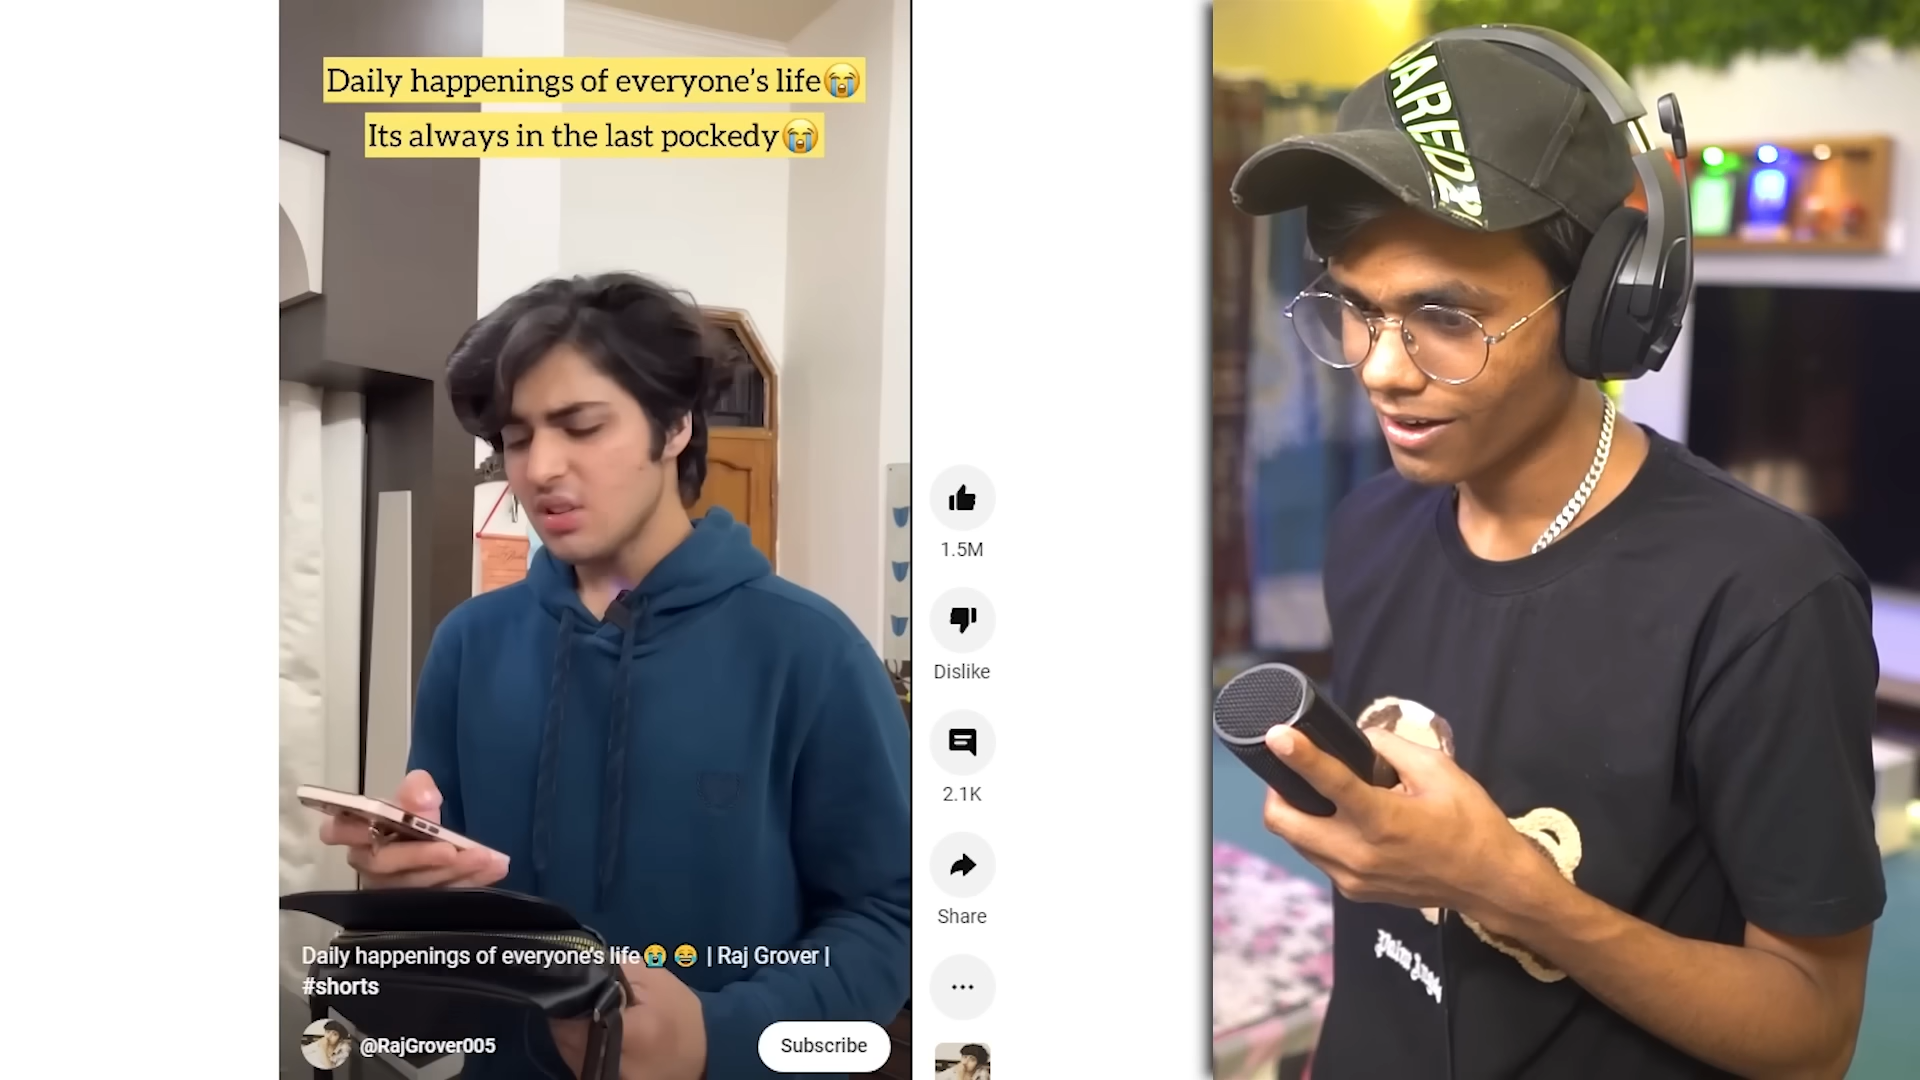 Daily happenings of everyone's life😭
Its always in the last pockedy😭
1.5M
Dislike
2.1K
Share
Daily happenings of everyone's life😭 😂 | Raj Grover |
#shorts
@RajGrover005
Subscribe